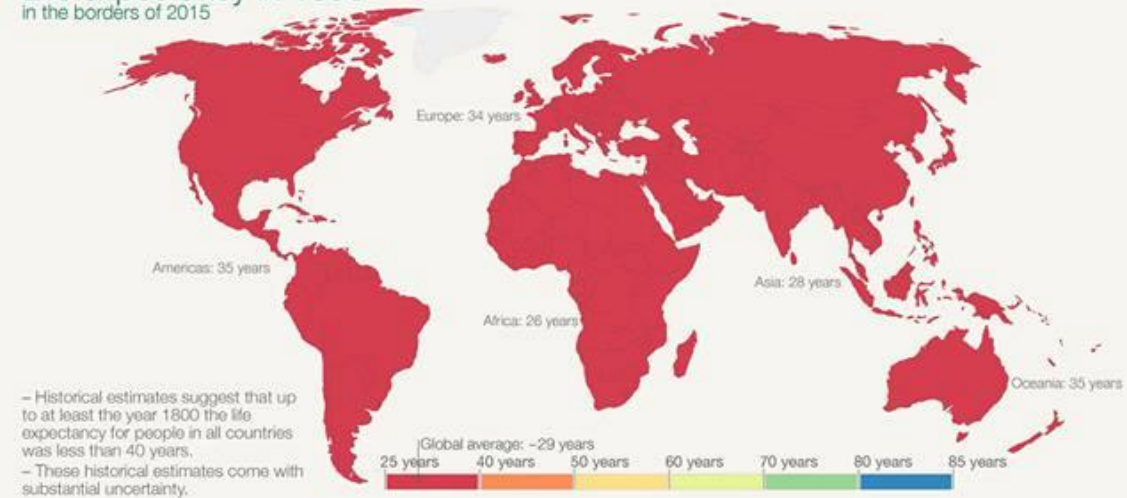 in the borders of 2015
Europe: 34 years
Americas: 35 years
Asia: 28 years
Africa: 26 years
Oceania: 35 years
– Historical estimates suggest that up
to at least the year 1800 the life
expectancy for people in all countries
was less than 40 years.
– These historical estimates come with
substantial uncertainty.
Global average: ~29 years
25 years 40 years 50 years 60 years 70 years 80 years 85 years